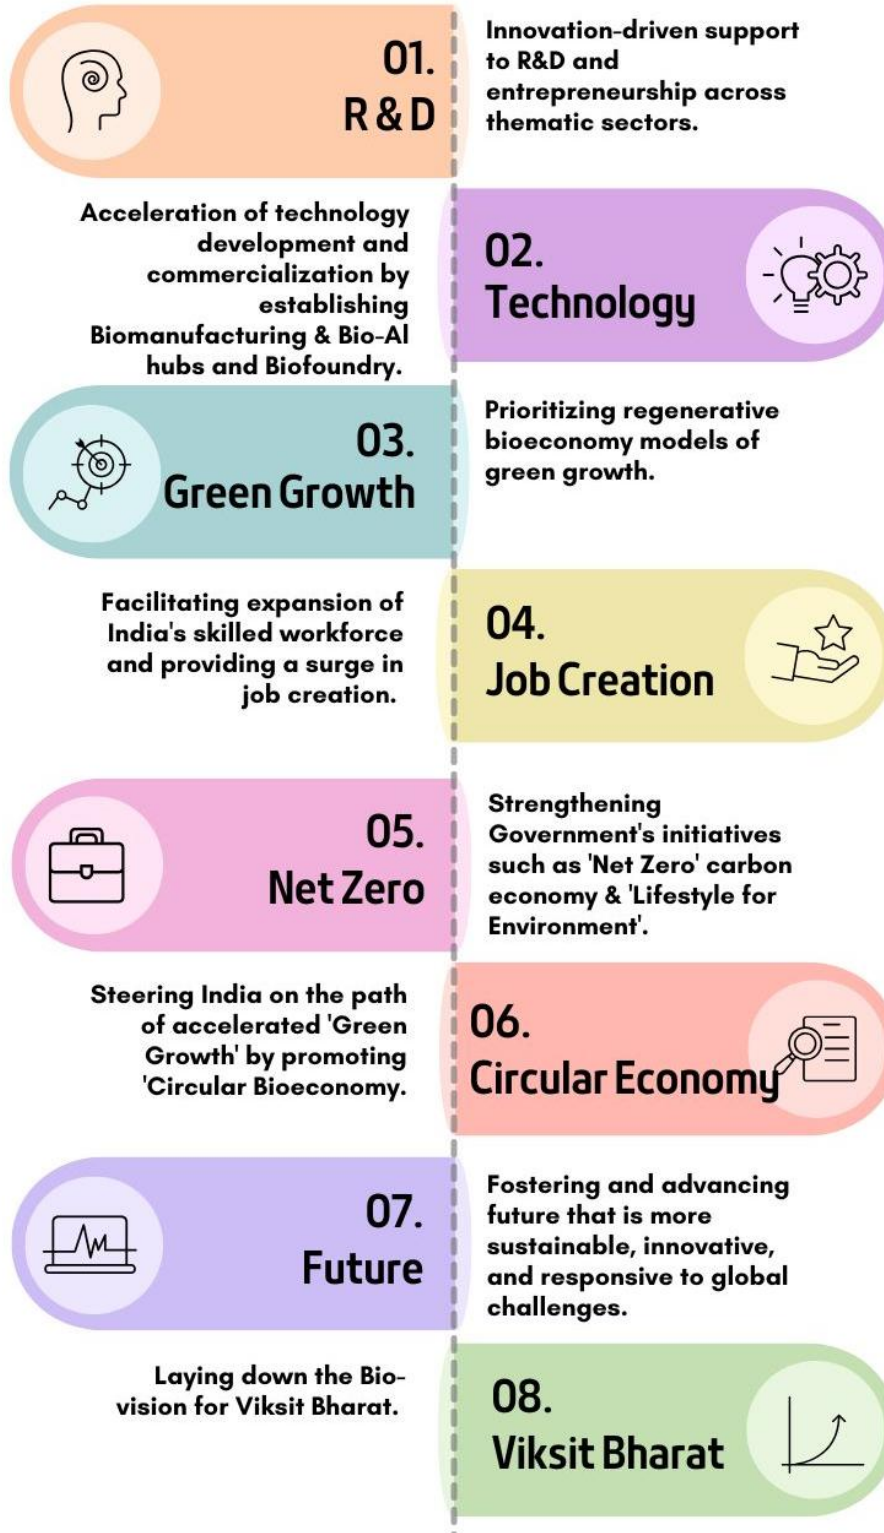 01.
R & D
Innovation-driven support
to R&D and
entrepreneurship across
thematic sectors.
02.
Technology
Acceleration of technology
development and
commercialization by
establishing
Biomanufacturing & Bio-AI
hubs and Biofoundry.
03.
Green Growth
Prioritizing regenerative
bioeconomy models of
green growth.
04.
Job Creation
Facilitating expansion of
India's skilled workforce
and providing a surge in
job creation.
05.
Net Zero
Strengthening
Government's initiatives
such as 'Net Zero' carbon
economy & 'Lifestyle for
Environment'.
06.
Circular Economy
Steering India on the path
of accelerated 'Green
Growth' by promoting
'Circular Bioeconomy.
07.
Future
Fostering and advancing
future that is more
sustainable, innovative,
and responsive to global
challenges.
08.
Viksit Bharat
Laying down the Bio-
vision for Viksit Bharat.